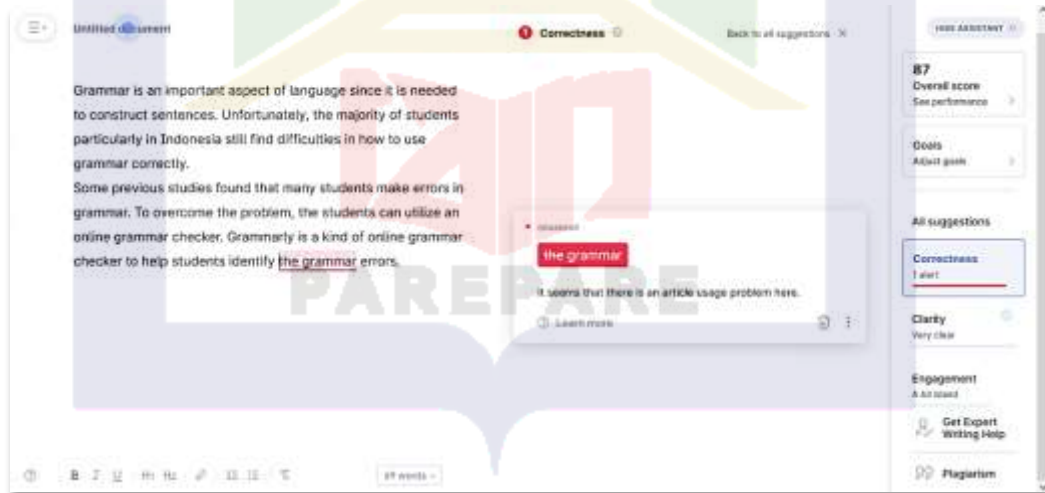 Untitled document
Correctness
Back to all suggestions
HIDE ASSISTANT
Grammar is an important aspect of language since it is needed
to construct sentences. Unfortunately, the majority of students
particularly in Indonesia still find difficulties in how to use
grammar correctly.
Some previous studies found that many students make errors in
grammar. To overcome the problem, the students can utilize an
online grammar checker. Grammarly is a kind of online grammar
checker to help students identify the grammar errors.
GRAMMAR
the grammar
It seems that there is an article usage problem here.
Learn more
87
Overall score
See performance
Goals
Adjust goals
All suggestions
Correctness
1 alert
Clarity
Very clear
Engagement
A bit bland
Get Expert
Writing Help
Plagiarism
B I U H1 H2
69 words
PAREPARE